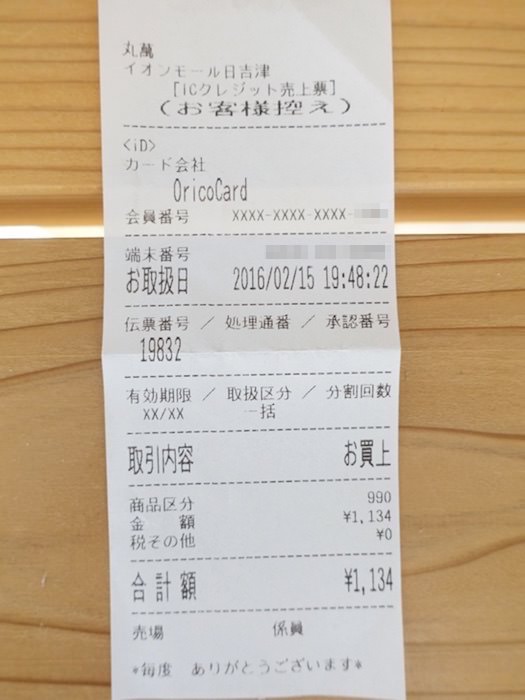 丸萬
イオンモール日吉津
[ICクレジット売上票]
(お客様控え)
<iD>
カード会社
OricoCard
会員番号 XXXX-XXXX-XXXX-
端末番号
お取扱日 2016/02/15 19:48:22
伝票番号 / 処理通番 / 承認番号
19832
有効期限 / 取扱区分 / 分割回数
XX/XX 一括
取引内容 お買上
商品区分 990
金 額 ¥1,134
税その他 ¥0
合計額 ¥1,134
売場 係員
*毎度 ありがとうございます*